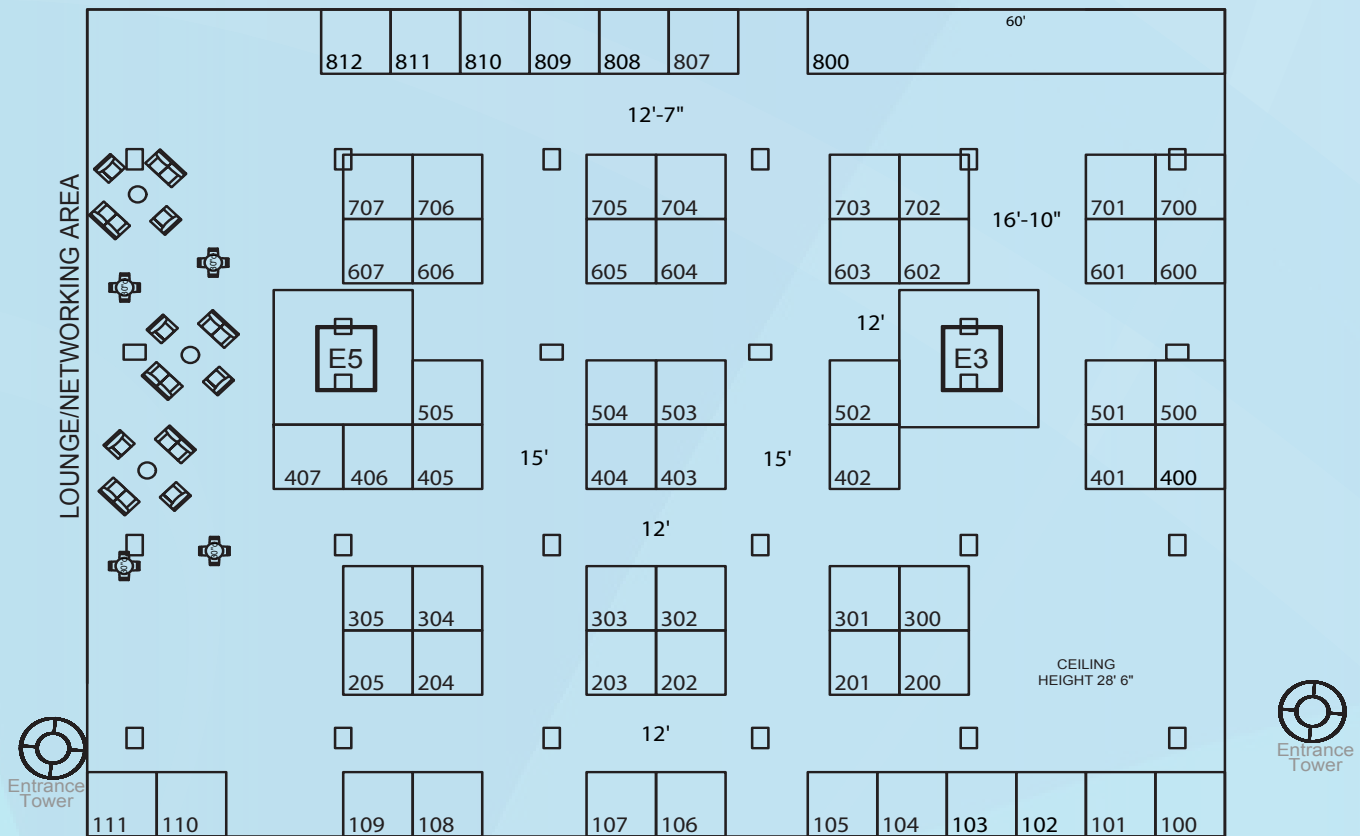 60'
812 811 810 809 808 807 800
12'-7"
707 706 705 704 703 702 701 700
16'-10"
607 606 605 604 603 602 601 600
LOUNGE/NETWORKING AREA
12'
E5 E3
505 504 503 502 501 500
15' 15'
407 406 405 404 403 402 401 400
12'
305 304 303 302 301 300
CEILING
HEIGHT 28' 6"
205 204 203 202 201 200
12'
Entrance
Tower
Entrance
Tower
111 110 109 108 107 106 105 104 103 102 101 100